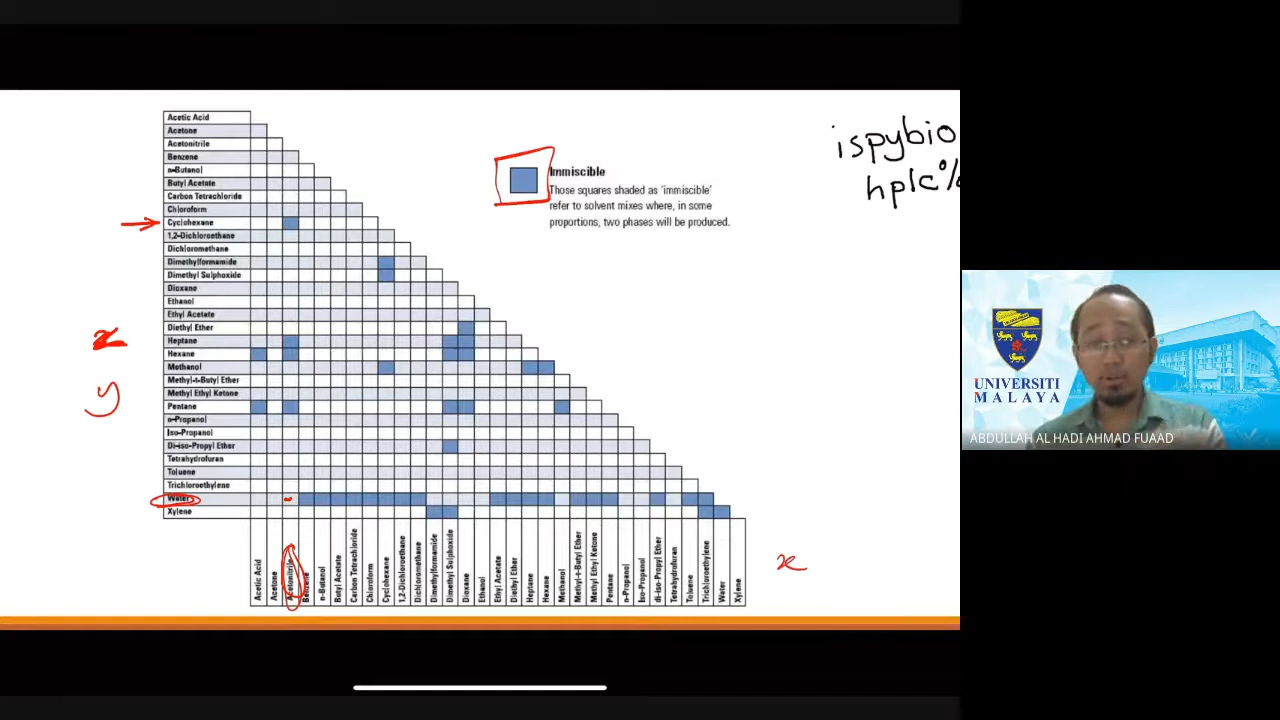 Acetic Acid
Acetone
Acetonitrile
Benzene
n-Butanol
Butyl Acetate
Carbon Tetrachloride
Chloroform
Cyclohexane
1,2-Dichloroethane
Dichloromethane
Dimethylformamide
Dimethyl Sulphoxide
Dioxane
Ethanol
Ethyl Acetate
Diethyl Ether
Heptane
Hexane
Methanol
Methyl-t-Butyl Ether
Methyl Ethyl Ketone
Pentane
n-Propanol
Iso-Propanol
Di-iso-Propyl Ether
Tetrahydrofuran
Toluene
Trichloroethylene
Water
Xylene
Immiscible
Those squares shaded as 'immiscible'
refer to solvent mixes where, in some
proportions, two phases will be produced.
ispybio
hplc%
y
x
Acetic Acid
Acetone
Acetonitrile
Benzene
n-Butanol
Butyl Acetate
Carbon Tetrachloride
Chloroform
Cyclohexane
1,2-Dichloroethane
Dichloromethane
Dimethylformamide
Dimethyl Sulphoxide
Dioxane
Ethanol
Ethyl Acetate
Diethyl Ether
Heptane
Hexane
Methanol
Methyl-t-Butyl Ether
Methyl Ethyl Ketone
Pentane
n-Propanol
Iso-Propanol
di-iso-Propyl Ether
Tetrahydrofuran
Toluene
Trichloroethylene
Water
Xylene
UNIVERSITI
MALAYA
ABDULLAH AL HADI AHMAD FUAAD